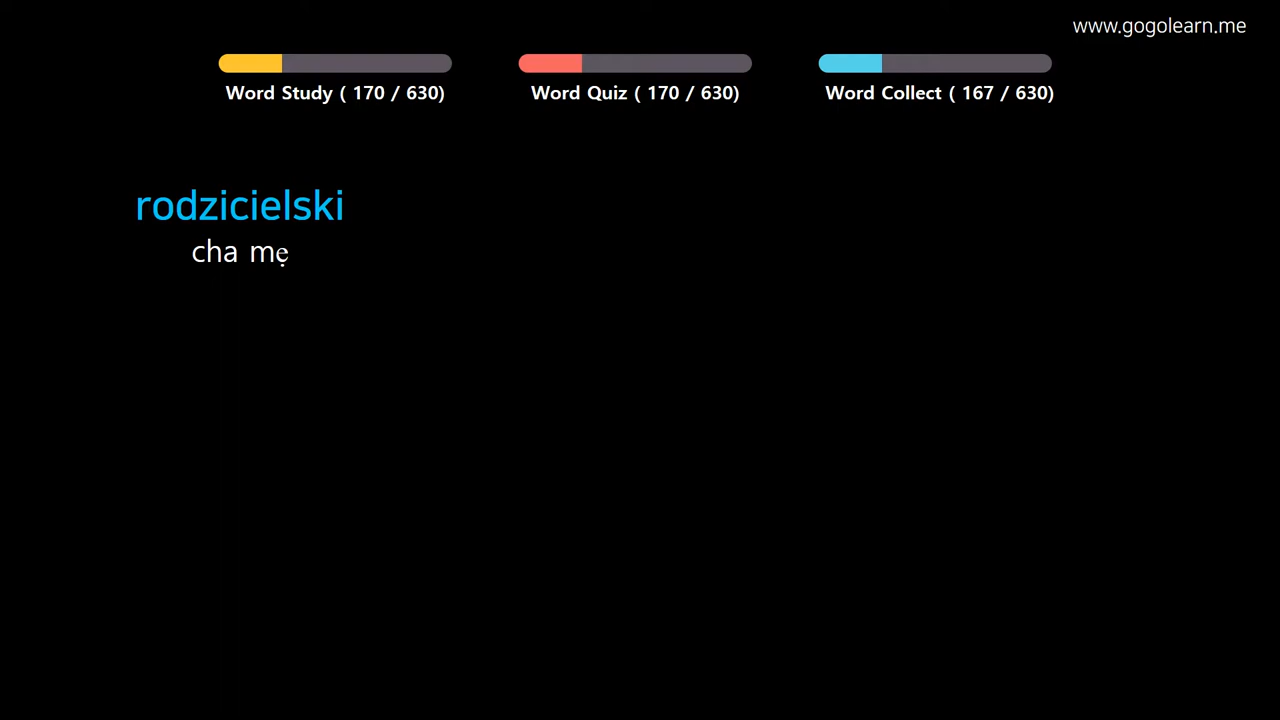 www.gogolearn.me
Word Study ( 170 / 630)
Word Quiz ( 170 / 630)
Word Collect ( 167 / 630)
rodzicielski
cha mẹ